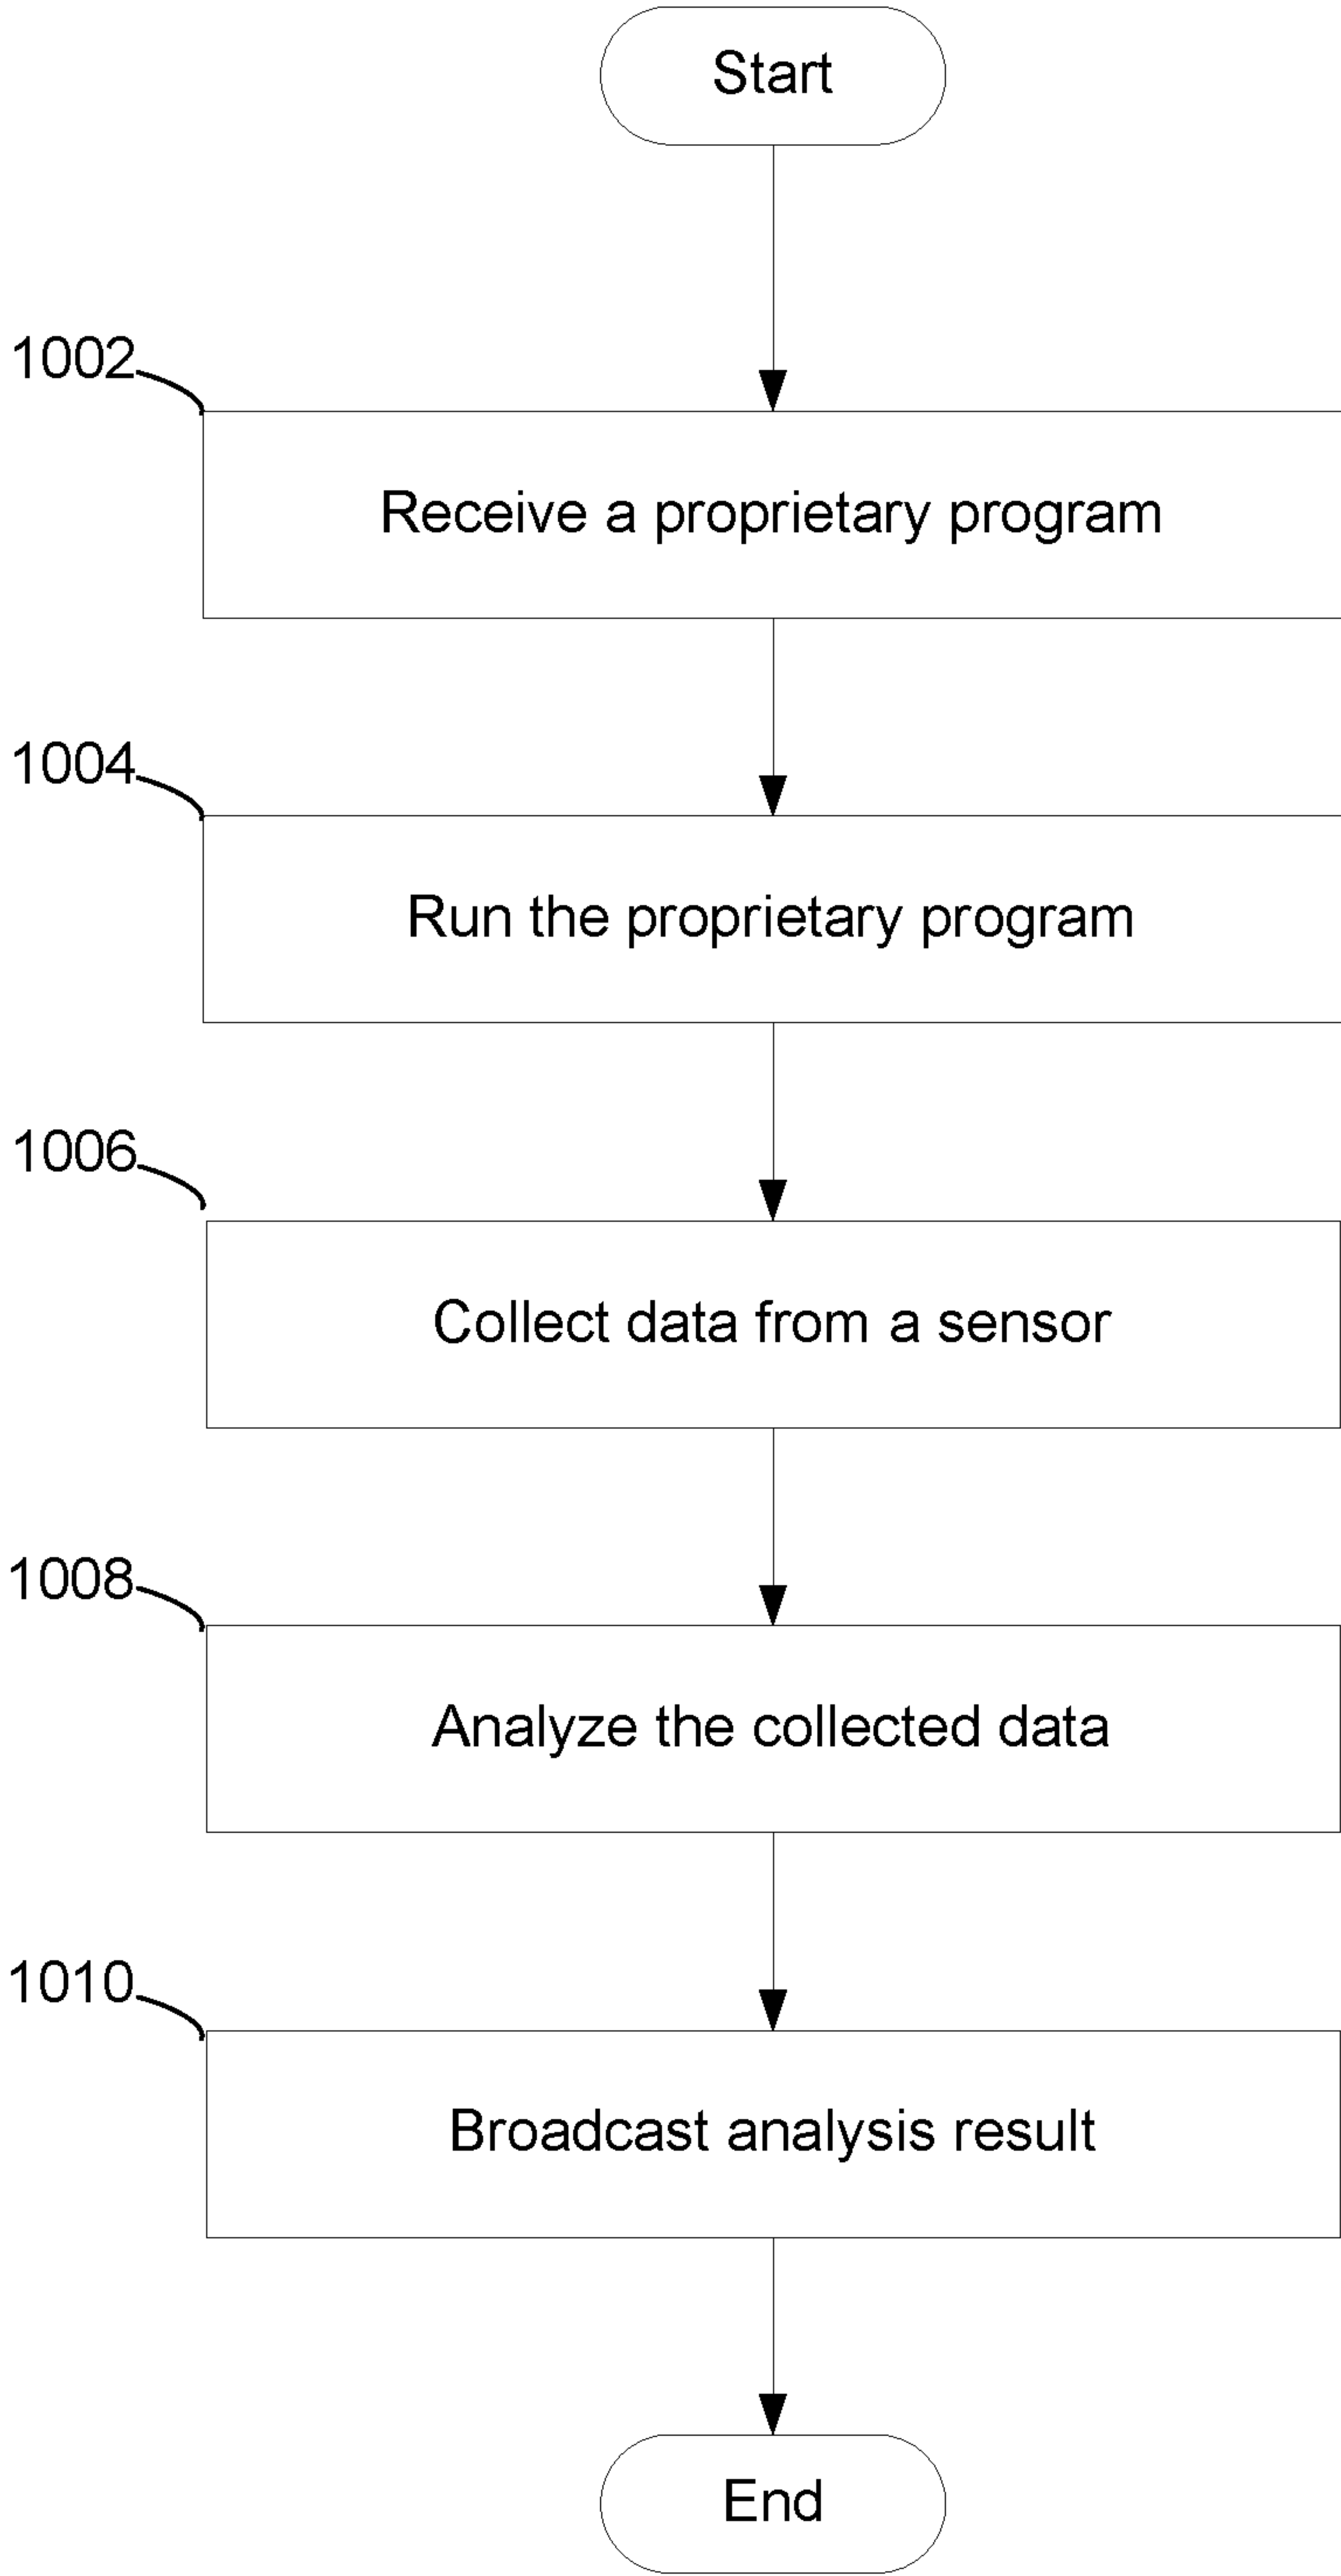 Start
1002
Receive a proprietary program
1004
Run the proprietary program
1006
Collect data from a sensor
1008
Analyze the collected data
1010
Broadcast analysis result
End